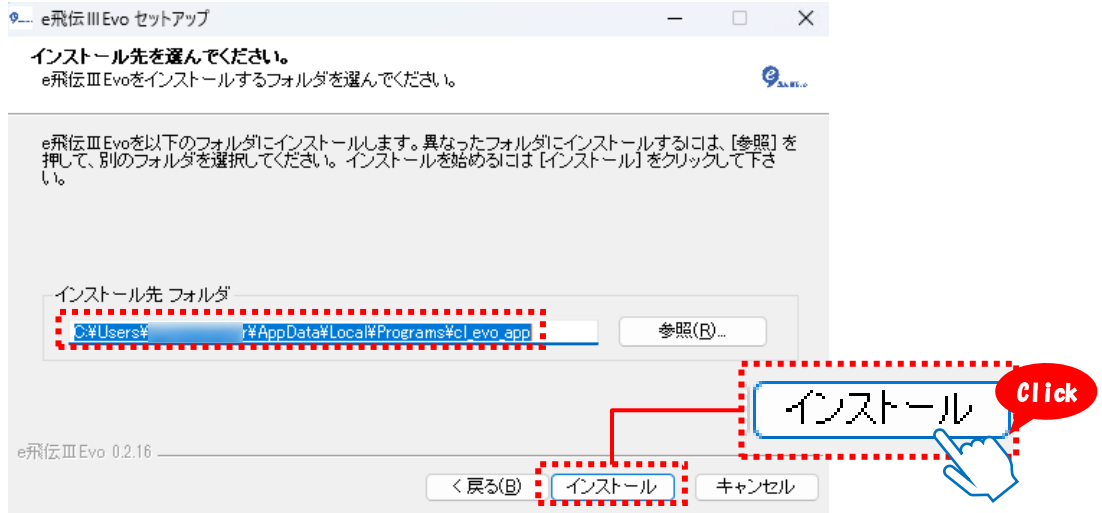 e飛伝ⅢEvo セットアップ
インストール先を選んでください。
e飛伝ⅢEvoをインストールするフォルダを選んでください。
e飛伝ⅢEvoを以下のフォルダにインストールします。異なったフォルダにインストールするには、[参照] を
押して、別のフォルダを選択してください。インストールを始めるには [インストール] をクリックして下さ
い。
インストール先 フォルダ
C:¥Users¥ r¥AppData¥Local¥Programs¥cl_evo_app
参照(R)...
インストール
Click
e飛伝ⅢEvo 0.2.16
< 戻る(B)
インストール
キャンセル